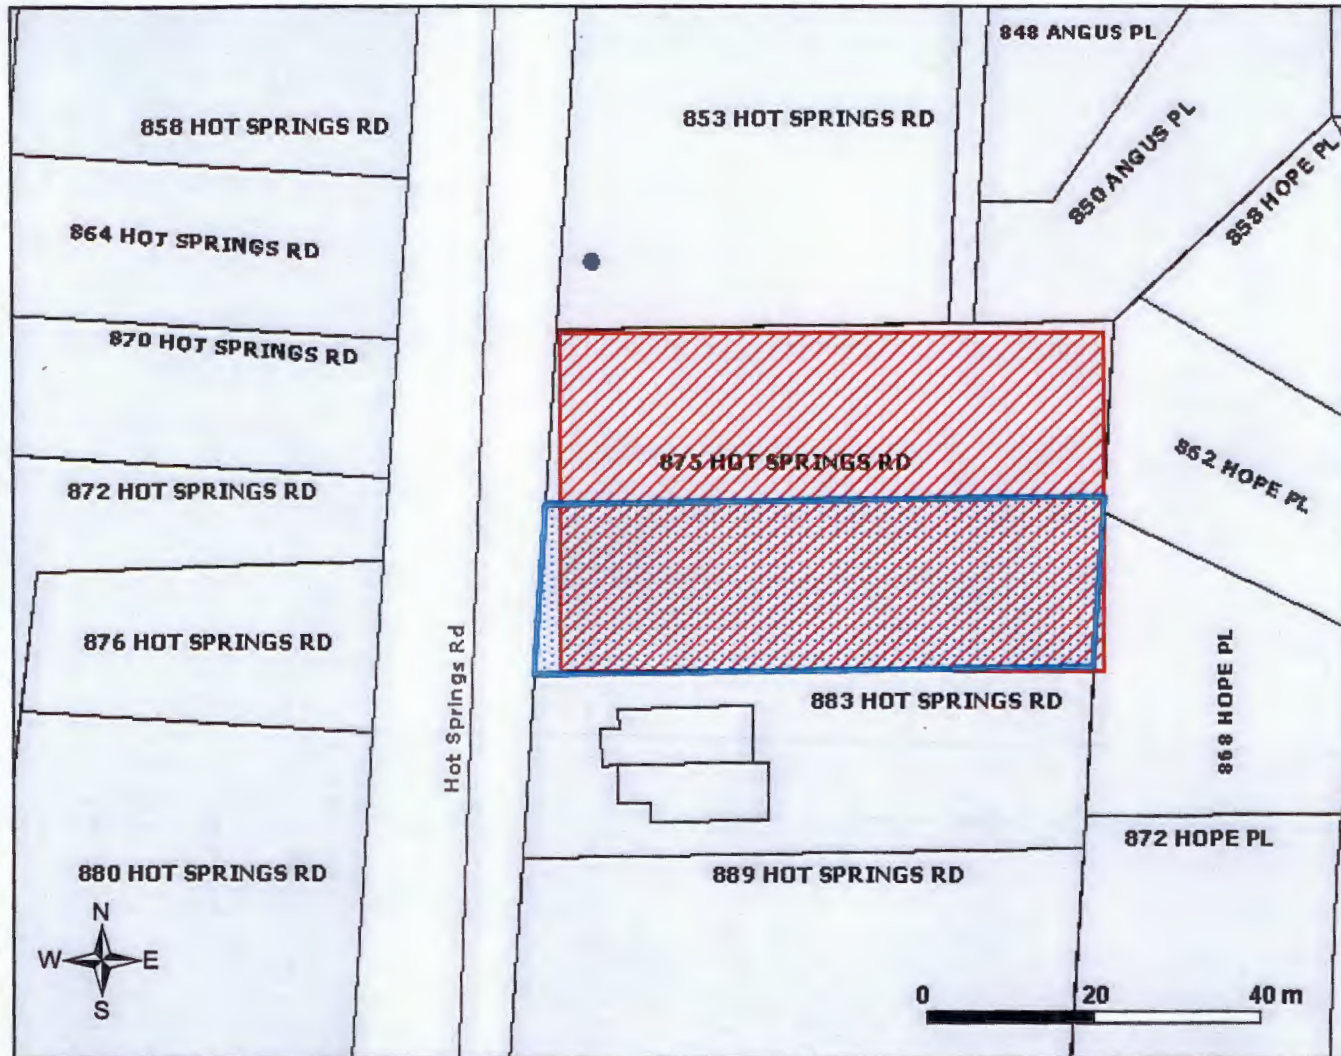 848 ANGUS PL
853 HOT SPRINGS RD
858 HOT SPRINGS RD
850 ANGUS PL
858 HOPE PL
864 HOT SPRINGS RD
870 HOT SPRINGS RD
875 HOT SPRINGS RD
862 HOPE PL
872 HOT SPRINGS RD
876 HOT SPRINGS RD
Hot Springs Rd
883 HOT SPRINGS RD
868 HOPE PL
872 HOPE PL
880 HOT SPRINGS RD
889 HOT SPRINGS RD
N
W E
S
0 20 40 m